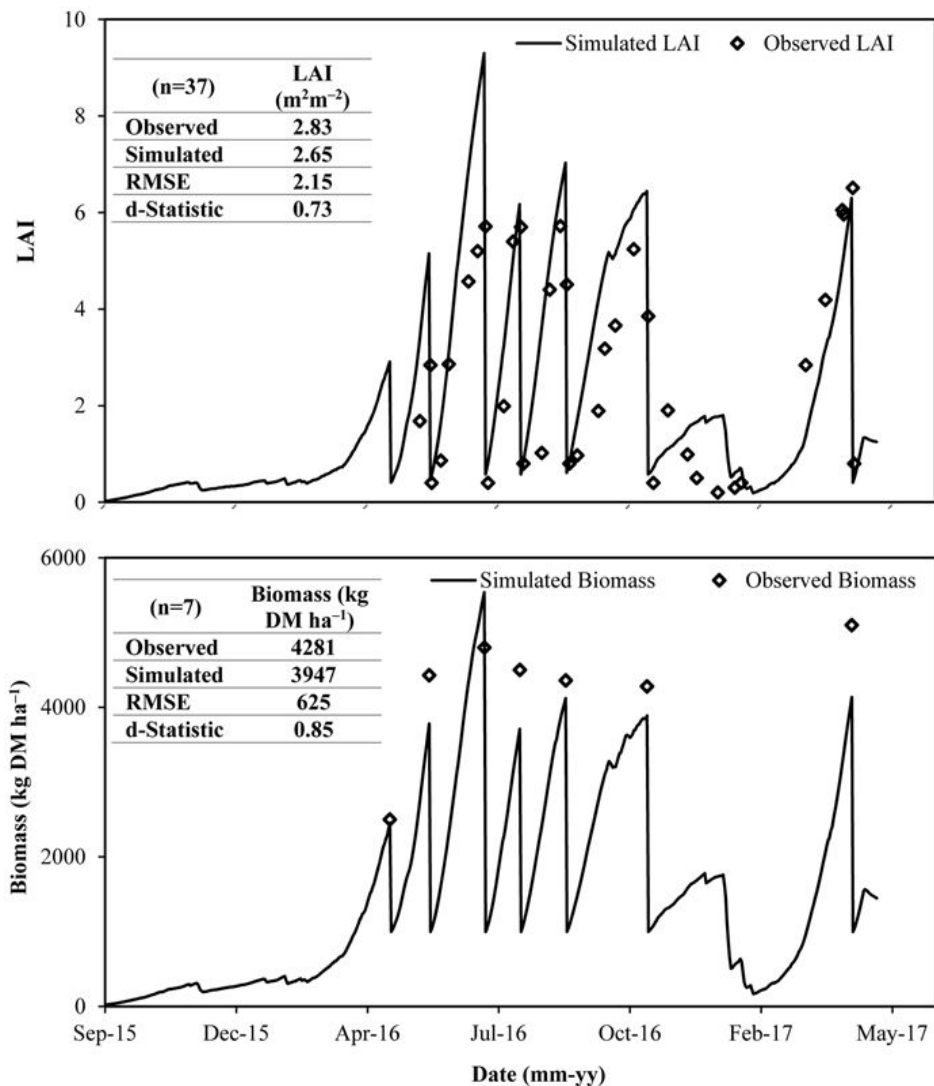 10
8
6
4
2
0
LAI
Simulated LAI
Observed LAI
(n=37) LAI (m²m⁻²)
Observed 2.83
Simulated 2.65
RMSE 2.15
d-Statistic 0.73
6000
4000
2000
0
Biomass (kg DM ha⁻¹)
Simulated Biomass
Observed Biomass
(n=7) Biomass (kg DM ha⁻¹)
Observed 4281
Simulated 3947
RMSE 625
d-Statistic 0.85
Sep-15 Dec-15 Apr-16 Jul-16 Oct-16 Feb-17 May-17
Date (mm-yy)